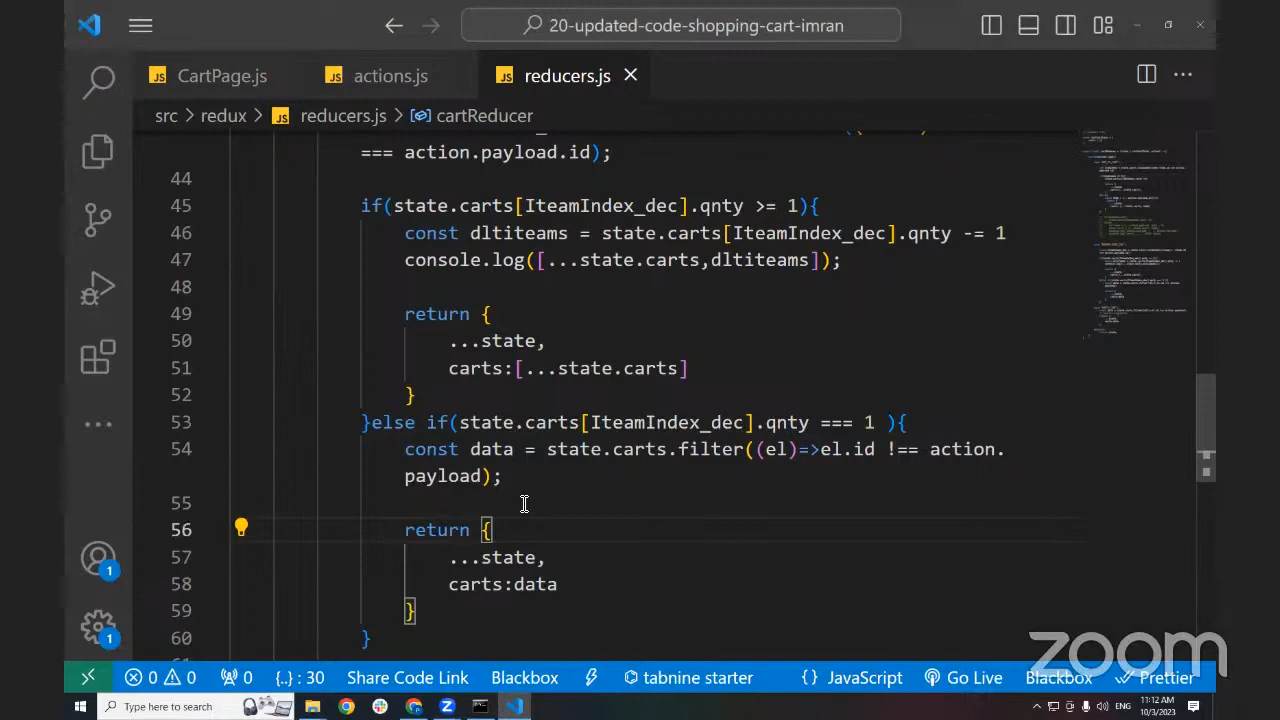 20-updated-code-shopping-cart-imran
JS CartPage.js
JS actions.js
JS reducers.js
src > redux > JS reducers.js > cartReducer
=== action.payload.id);
44
45 if(state.carts[IteamIndex_dec].qnty >= 1){
46 const dltiteams = state.carts[IteamIndex_dec].qnty -= 1
47 console.log([...state.carts,dltiteams]);
48
49 return {
50 ...state,
51 carts:[...state.carts]
52 }
53 }else if(state.carts[IteamIndex_dec].qnty === 1 ){
54 const data = state.carts.filter((el)=>el.id !== action.
payload);
55
56 return {
57 ...state,
58 carts:data
59 }
60 }
1
1
zoom
0 0 0 {..} : 30 Share Code Link Blackbox tabnine starter { } JavaScript Go Live Blackbox Prettier
Type here to search
ENG
11:12 AM
10/3/2023